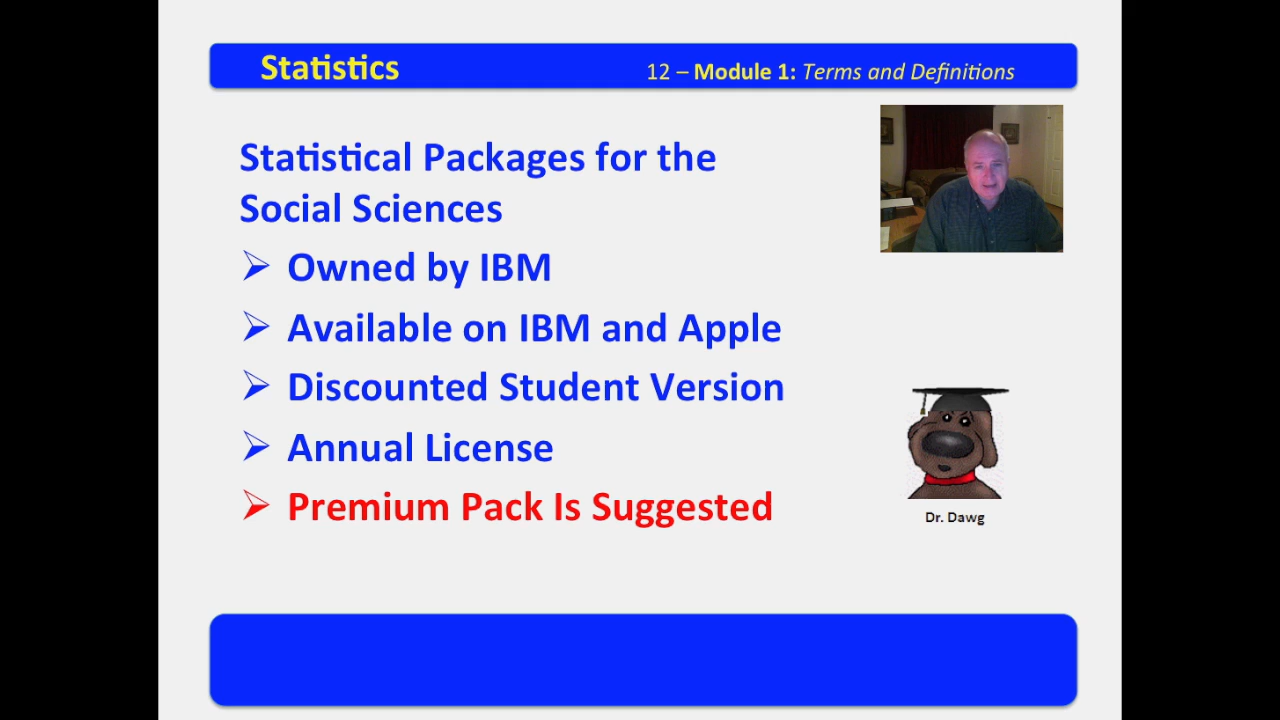 Statistics
12 – Module 1: Terms and Definitions
Statistical Packages for the
Social Sciences
Owned by IBM
Available on IBM and Apple
Discounted Student Version
Annual License
Premium Pack Is Suggested
Dr. Dawg